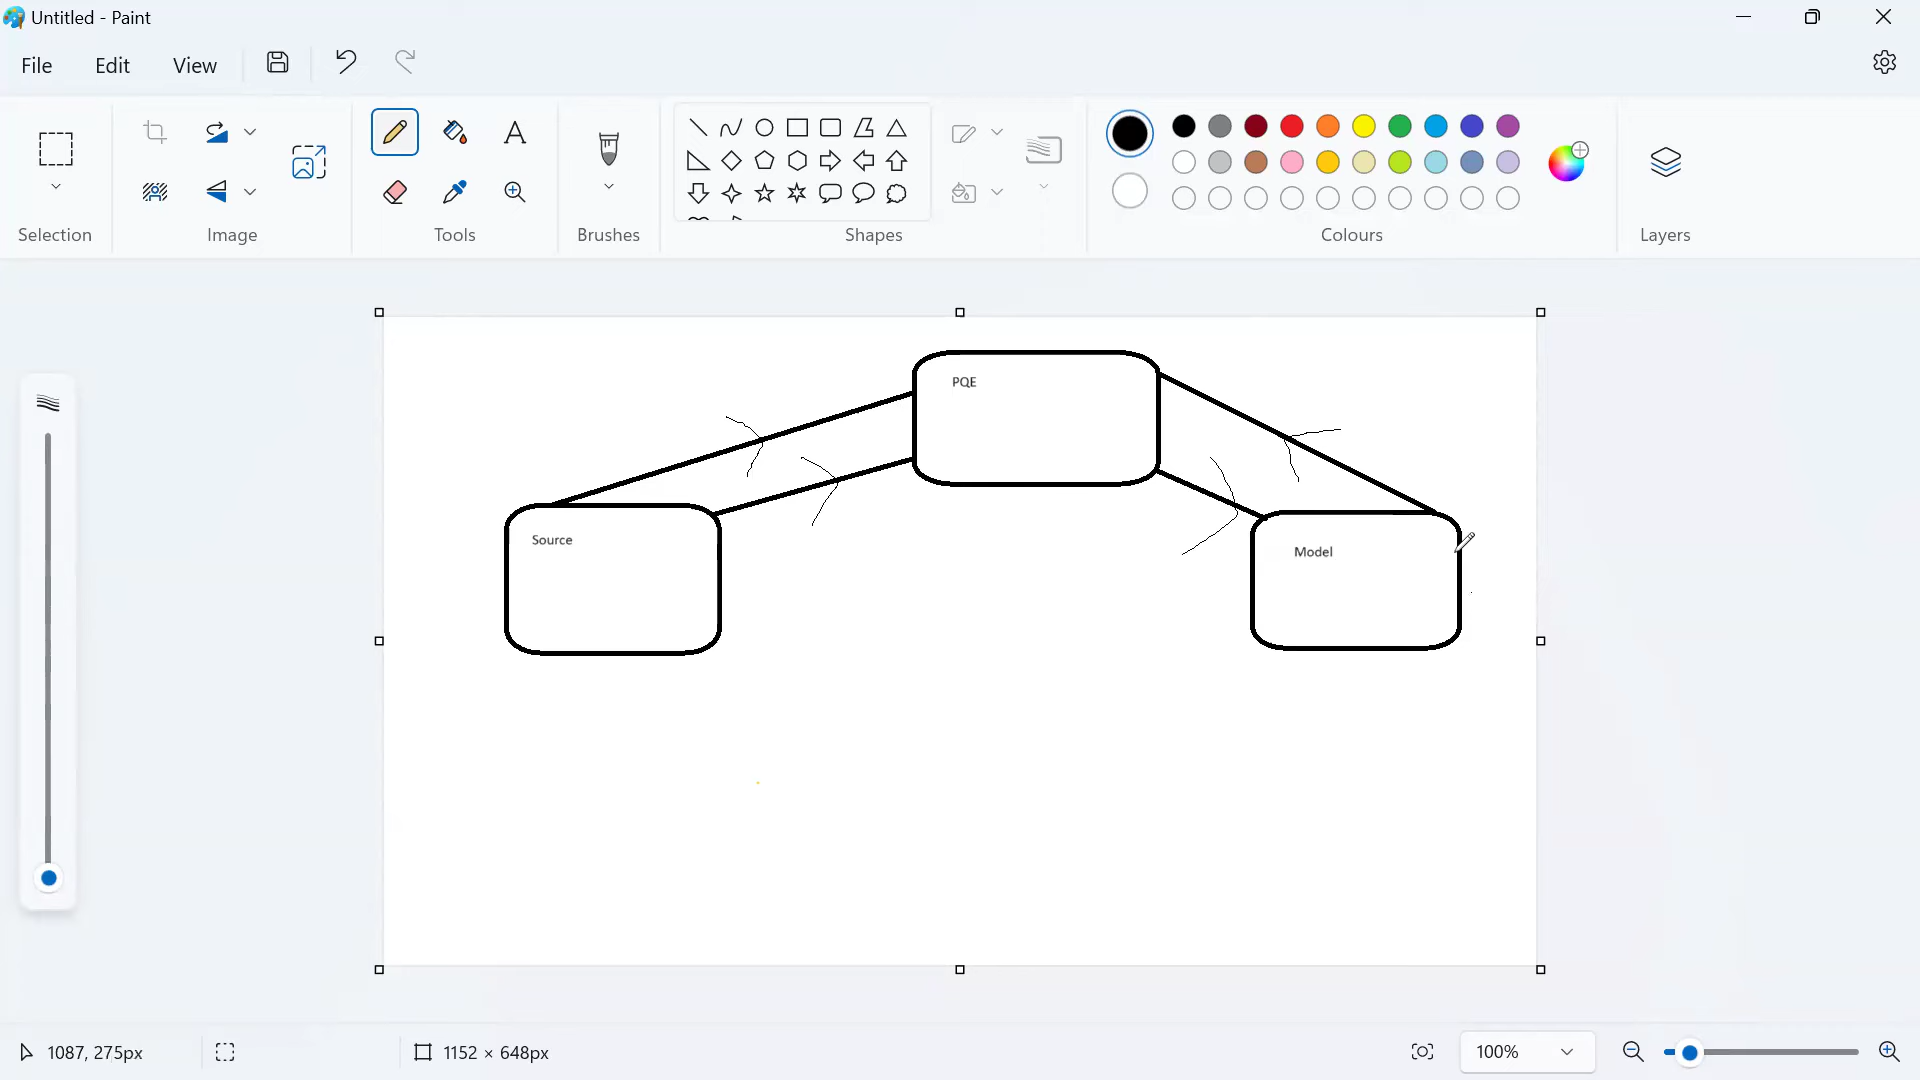 Untitled - Paint
File Edit View
Selection Image Tools Brushes Shapes Colours Layers
PQE
Source
Model
1087, 275px 1152 × 648px 100%